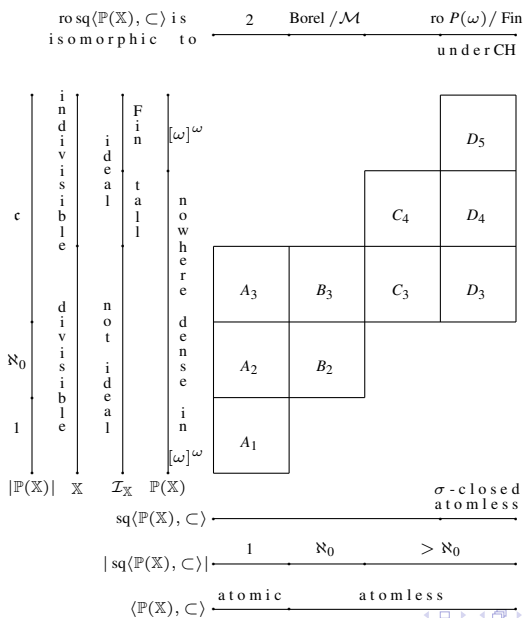 ro sq⟨ℙ(𝕏), ⊂⟩ is
isomorphic to
2
Borel / ℳ
ro P(ω)/ Fin
under CH
𝔠
ℵ₀
1
|ℙ(𝕏)|
indivisible
divisible
𝕏
ideal
not ideal
Fin
tall
ℐ_𝕏
[ω]^ω
nowhere dense in
[ω]^ω
ℙ(𝕏)
D₅
C₄ D₄
A₃ B₃ C₃ D₃
A₂ B₂
A₁
sq⟨ℙ(𝕏), ⊂⟩
σ-closed
atomless
| sq⟨ℙ(𝕏), ⊂⟩|
1 ℵ₀ > ℵ₀
⟨ℙ(𝕏), ⊂⟩
atomic atomless